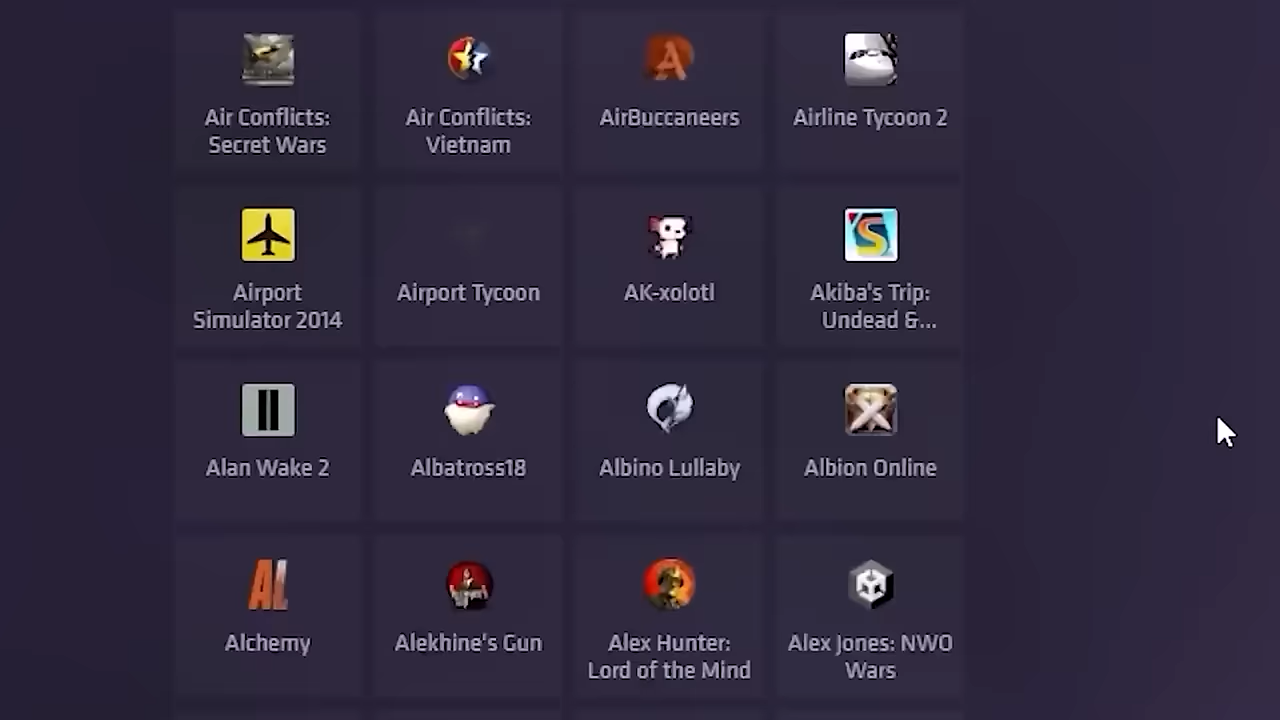 Air Conflicts:
Secret Wars
Air Conflicts:
Vietnam
AirBuccaneers
Airline Tycoon 2
Airport
Simulator 2014
Airport Tycoon
AK-xolotl
Akiba's Trip:
Undead &...
Alan Wake 2
Albatross18
Albino Lullaby
Albion Online
AL
Alchemy
Alekhine's Gun
Alex Hunter:
Lord of the Mind
Alex Jones: NWO
Wars